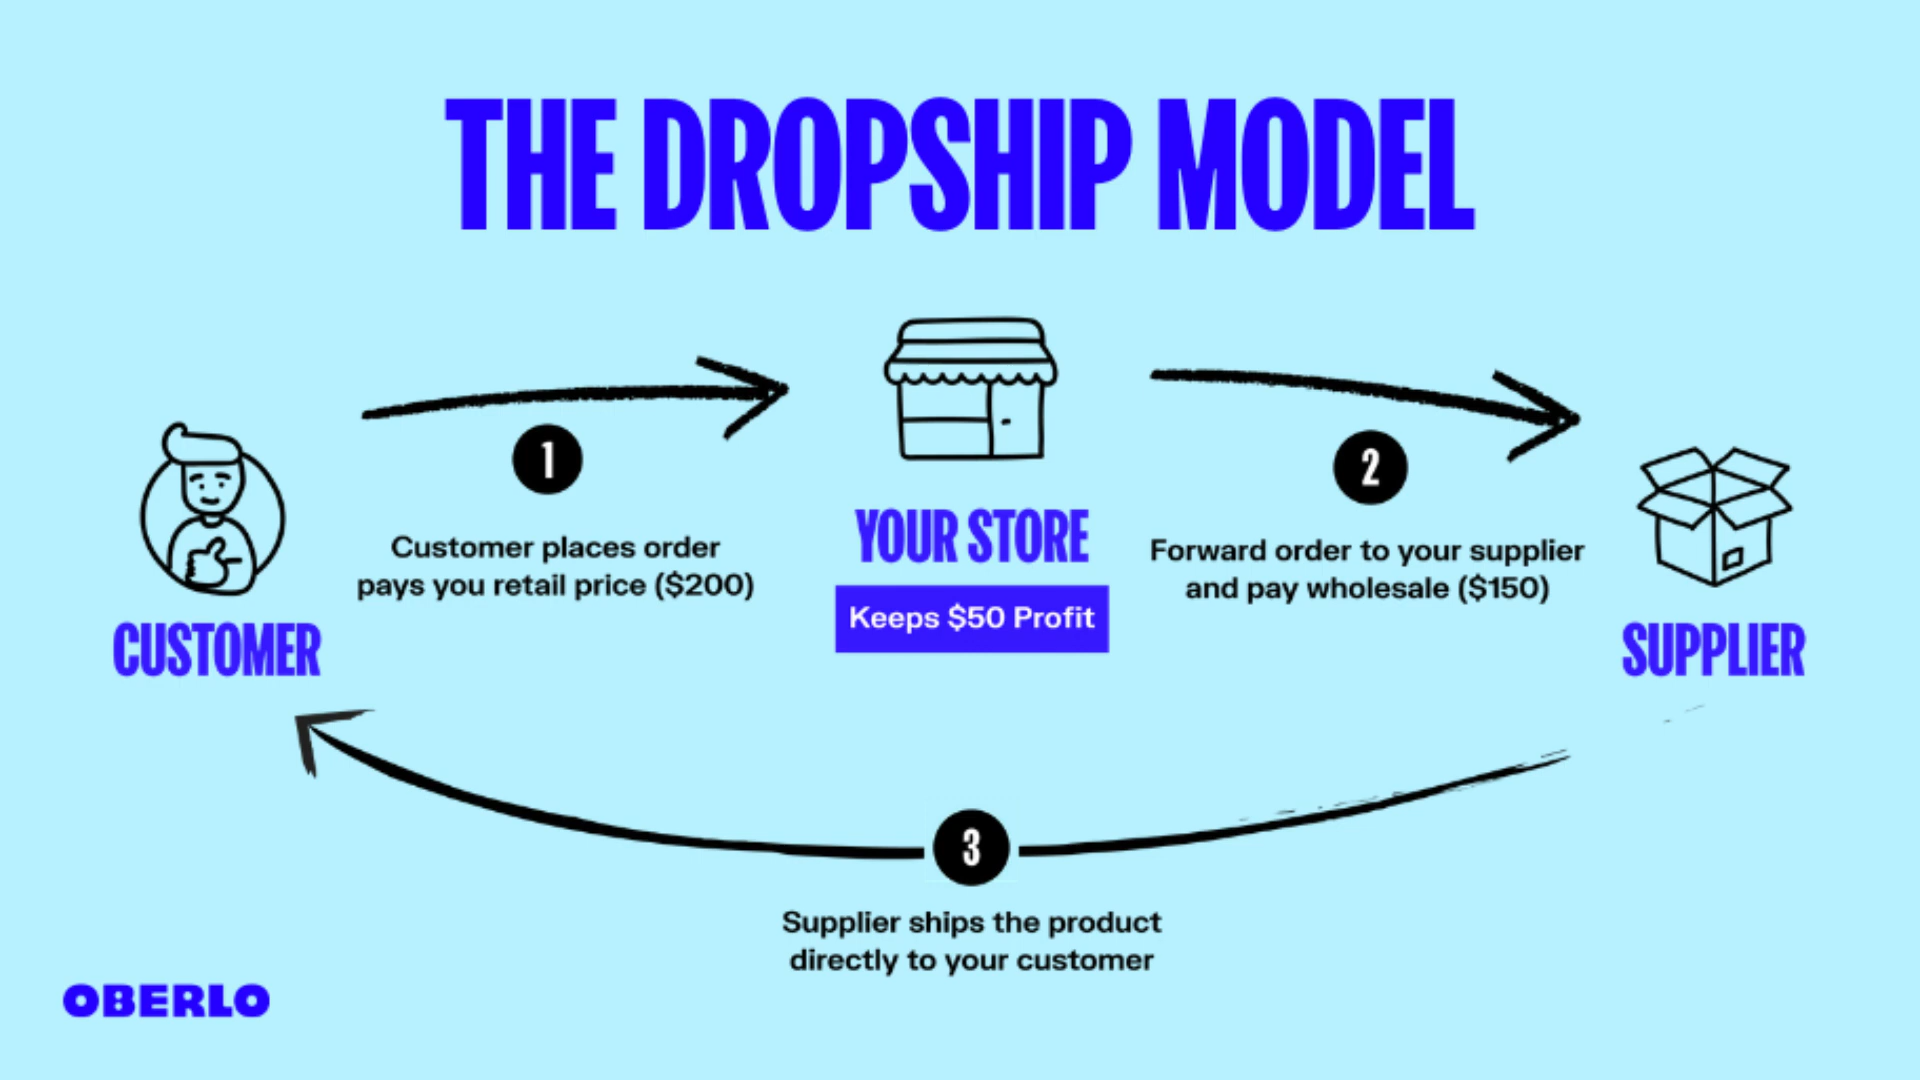 THE DROPSHIP MODEL
1
Customer places order
pays you retail price ($200)
YOUR STORE
Keeps $50 Profit
2
Forward order to your supplier
and pay wholesale ($150)
CUSTOMER
SUPPLIER
3
Supplier ships the product
directly to your customer
OBERLO